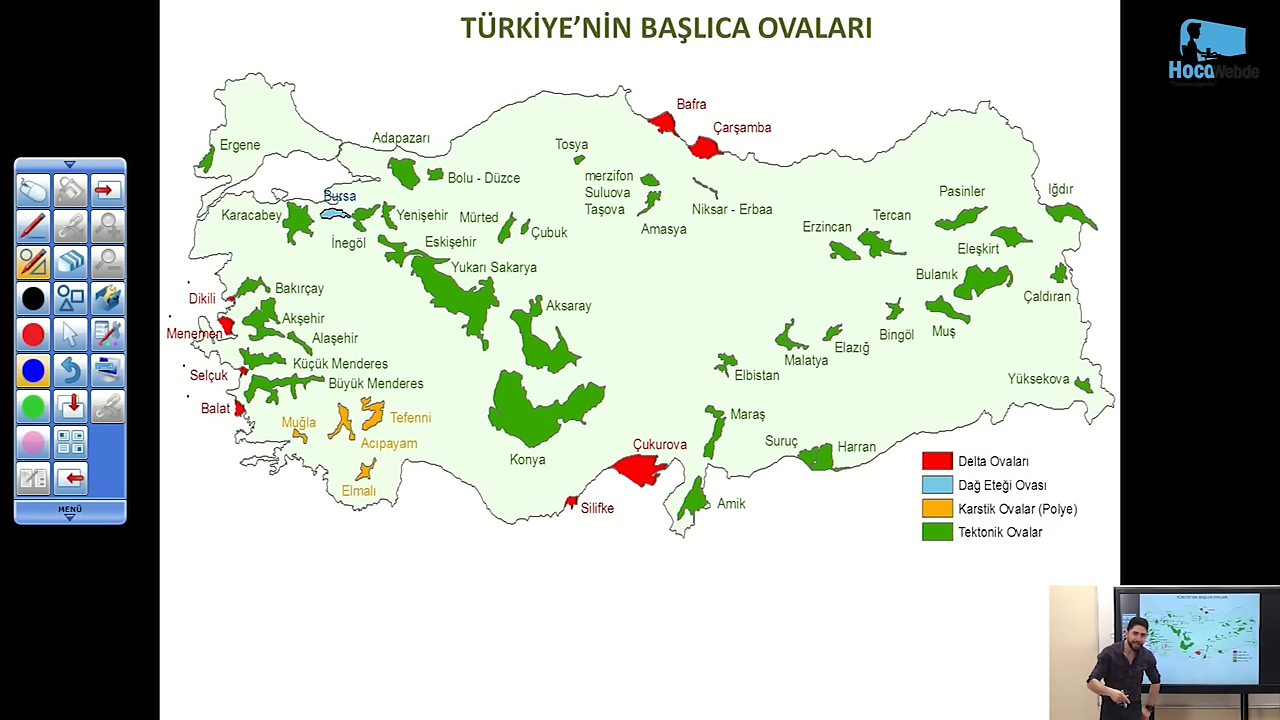 TÜRKİYE'NİN BAŞLICA OVALARI
Hoca Webde
Bafra
Çarşamba
Ergene
Adapazarı
Tosya
Bolu - Düzce
merzifon
Suluova
Taşova
Niksar - Erbaa
Amasya
Pasinler
Iğdır
Bursa
Karacabey
Yenişehir
Mürted
Çubuk
İnegöl
Eskişehir
Erzincan
Tercan
Eleşkirt
Yukarı Sakarya
Bulanık
Çaldıran
Dikili
Bakırçay
Aksaray
Menemen
Akşehir
Alaşehir
Bingöl
Muş
Elazığ
Malatya
Selçuk
Küçük Menderes
Büyük Menderes
Elbistan
Yüksekova
Balat
Muğla
Tefenni
Acıpayam
Maraş
Konya
Çukurova
Suruç
Harran
Elmalı
Silifke
Amik
Delta Ovaları
Dağ Eteği Ovası
Karstik Ovalar (Polye)
Tektonik Ovalar
MENÜ